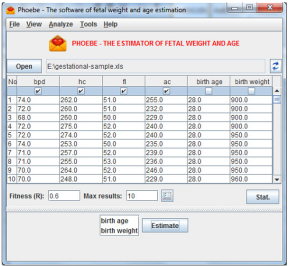 Phoebe - The software of fetal weight and age estimation
File View Analyze Tools Help
PHOEBE - THE ESTIMATOR OF FETAL WEIGHT AND AGE
Open E:\gestational-sample.xls
No bpd hc fl ac birth age birth weight
1 74.0 262.0 51.0 255.0 28.0 900.0
2 72.0 260.0 51.0 232.0 28.0 900.0
3 68.0 260.0 50.0 229.0 28.0 900.0
4 72.0 275.0 52.0 240.0 28.0 900.0
5 72.0 274.0 52.0 240.0 28.0 900.0
6 74.0 253.0 50.0 235.0 28.0 950.0
7 71.0 257.0 52.0 239.0 28.0 950.0
8 71.0 255.0 53.0 236.0 28.0 950.0
9 70.0 264.0 52.0 246.0 28.0 950.0
10 70.0 248.0 51.0 229.0 28.0 960.0
Fitness (R): 0.6 Max results: 10 Stat.
birth age
birth weight
Estimate